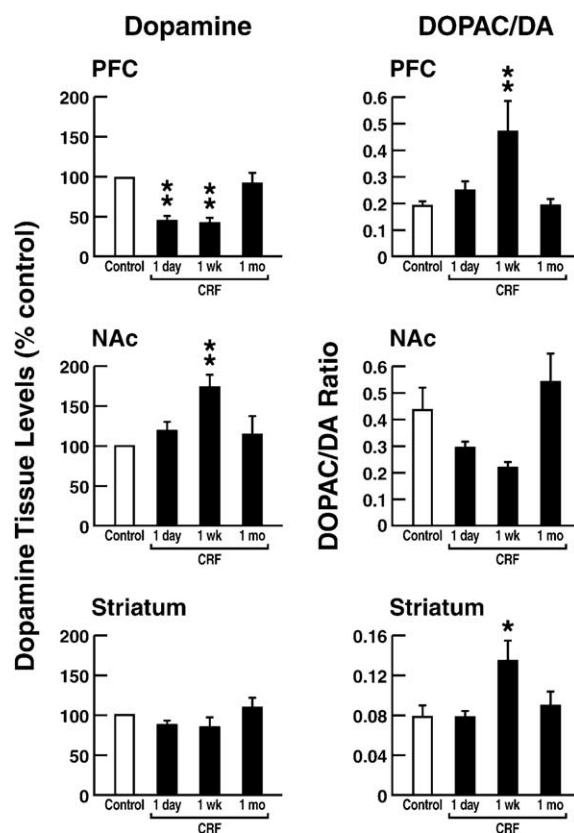 Dopamine
DOPAC/DA
Dopamine Tissue Levels (% control)
PFC
200
150
100
50
0
**
**
Control 1 day 1 wk 1 mo
CRF
NAc
200
150
100
50
0
**
Control 1 day 1 wk 1 mo
CRF
Striatum
200
150
100
50
0
Control 1 day 1 wk 1 mo
CRF
DOPAC/DA Ratio
PFC
0.6
0.5
0.4
0.3
0.2
0.1
0
**
Control 1 day 1 wk 1 mo
CRF
NAc
0.6
0.5
0.4
0.3
0.2
0.1
0
Control 1 day 1 wk 1 mo
CRF
Striatum
0.16
0.12
0.08
0.04
0
*
Control 1 day 1 wk 1 mo
CRF